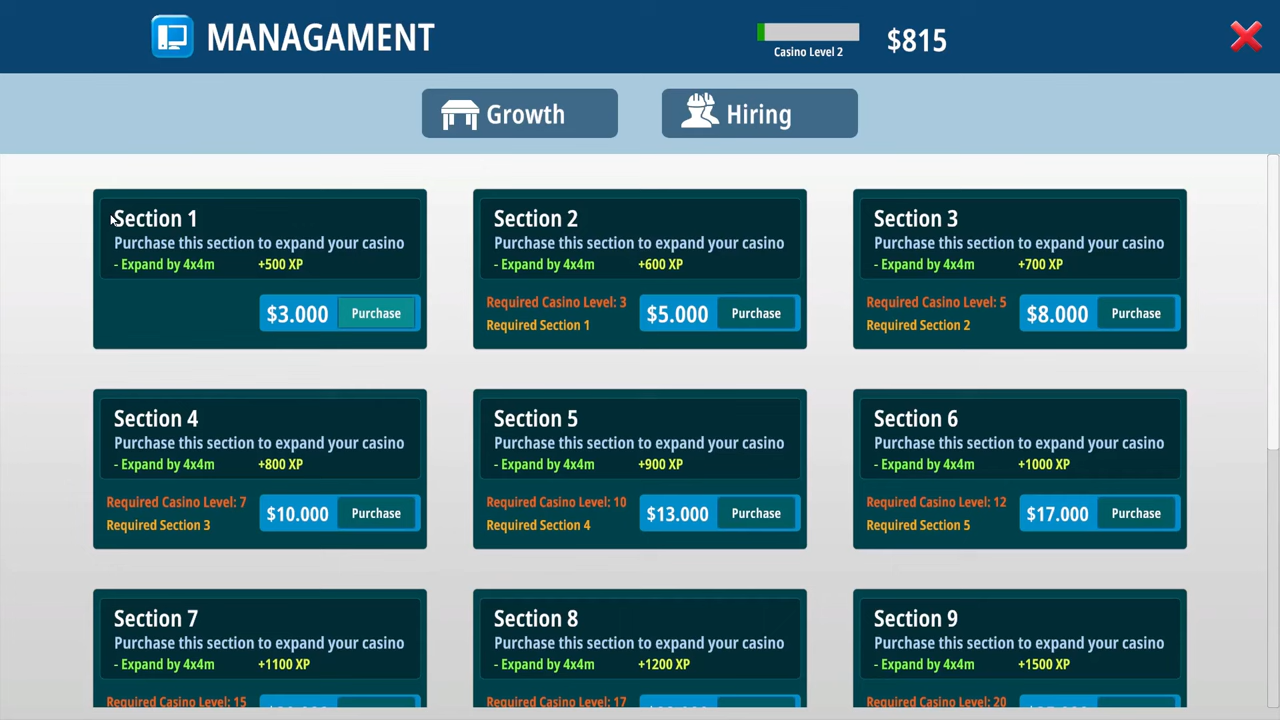 MANAGAMENT
Casino Level 2
$815
Growth
Hiring
Section 1
Purchase this section to expand your casino
- Expand by 4x4m +500 XP
$3.000 Purchase
Section 2
Purchase this section to expand your casino
- Expand by 4x4m +600 XP
Required Casino Level: 3
Required Section 1
$5.000 Purchase
Section 3
Purchase this section to expand your casino
- Expand by 4x4m +700 XP
Required Casino Level: 5
Required Section 2
$8.000 Purchase
Section 4
Purchase this section to expand your casino
- Expand by 4x4m +800 XP
Required Casino Level: 7
Required Section 3
$10.000 Purchase
Section 5
Purchase this section to expand your casino
- Expand by 4x4m +900 XP
Required Casino Level: 10
Required Section 4
$13.000 Purchase
Section 6
Purchase this section to expand your casino
- Expand by 4x4m +1000 XP
Required Casino Level: 12
Required Section 5
$17.000 Purchase
Section 7
Purchase this section to expand your casino
- Expand by 4x4m +1100 XP
Required Casino Level: 15
Section 8
Purchase this section to expand your casino
- Expand by 4x4m +1200 XP
Required Casino Level: 17
Section 9
Purchase this section to expand your casino
- Expand by 4x4m +1500 XP
Required Casino Level: 20